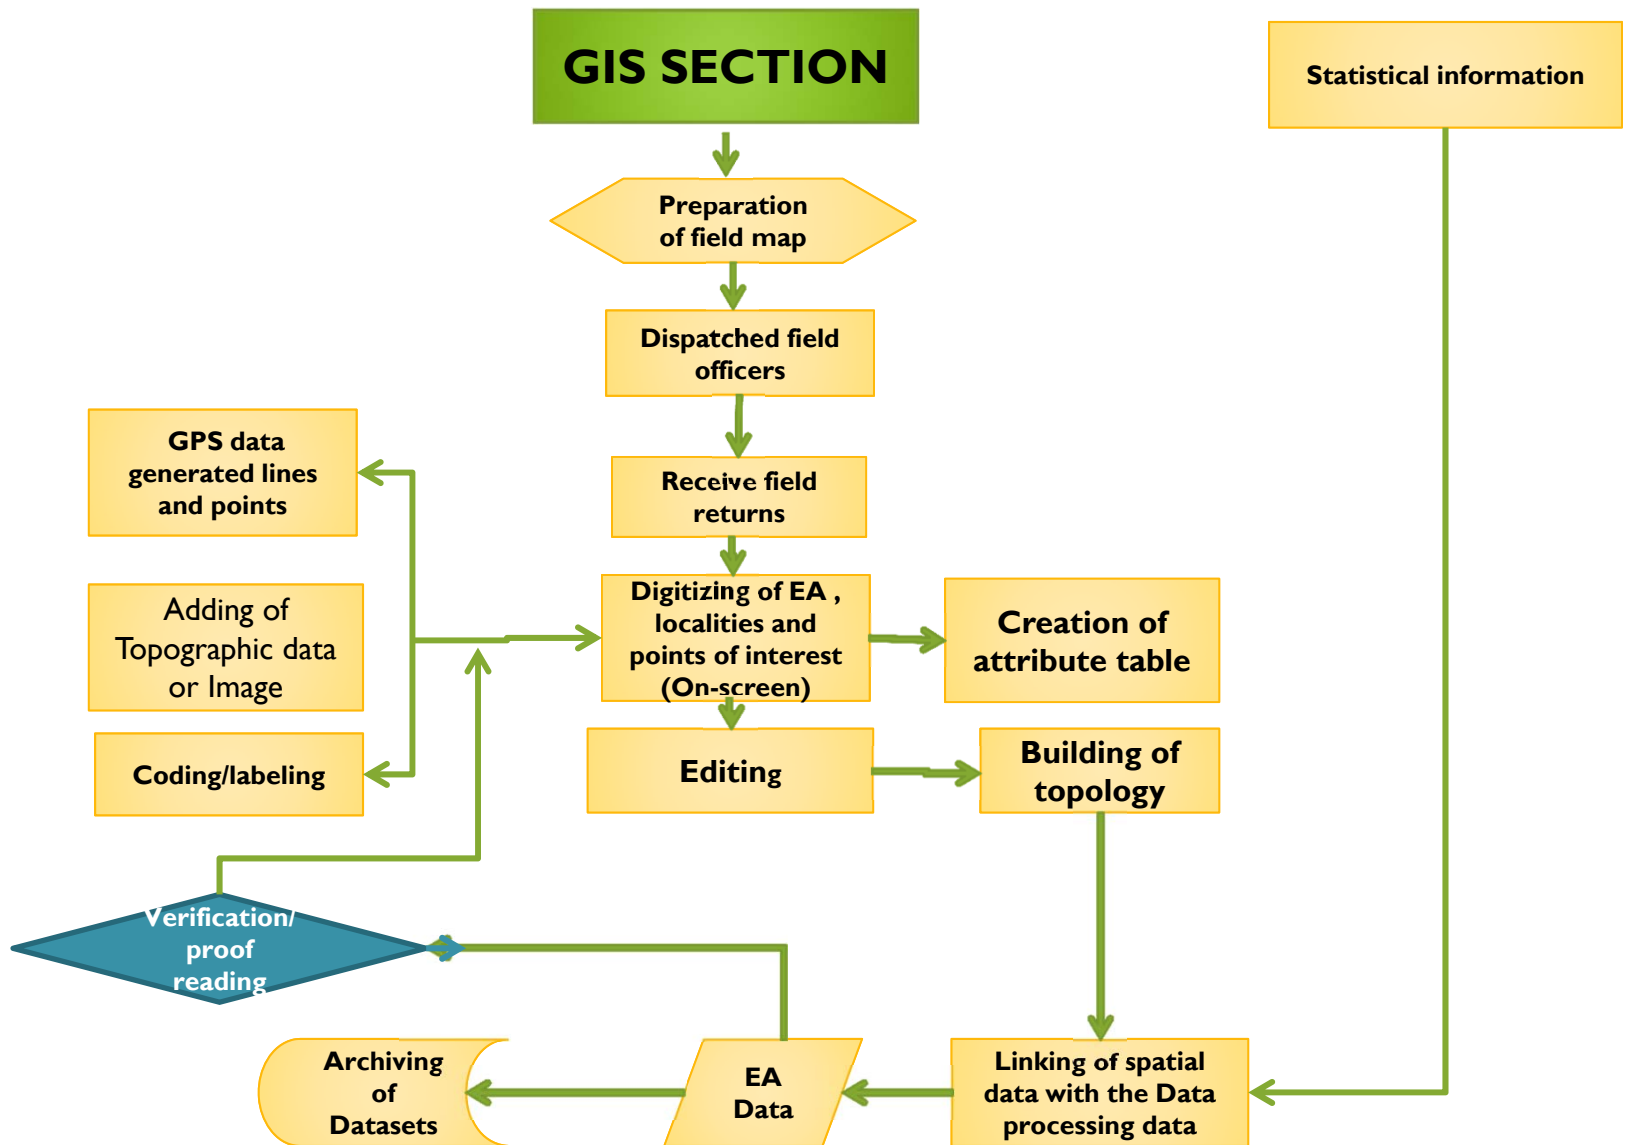 GIS SECTION
Statistical information
Preparation
of field map
Dispatched field
officers
GPS data
generated lines
and points
Receive field
returns
Adding of
Topographic data
or Image
Digitizing of EA ,
localities and
points of interest
(On-screen)
Creation of
attribute table
Coding/labeling
Editing
Building of
topology
Verification/
proof
reading
Archiving
of
Datasets
EA
Data
Linking of spatial
data with the Data
processing data